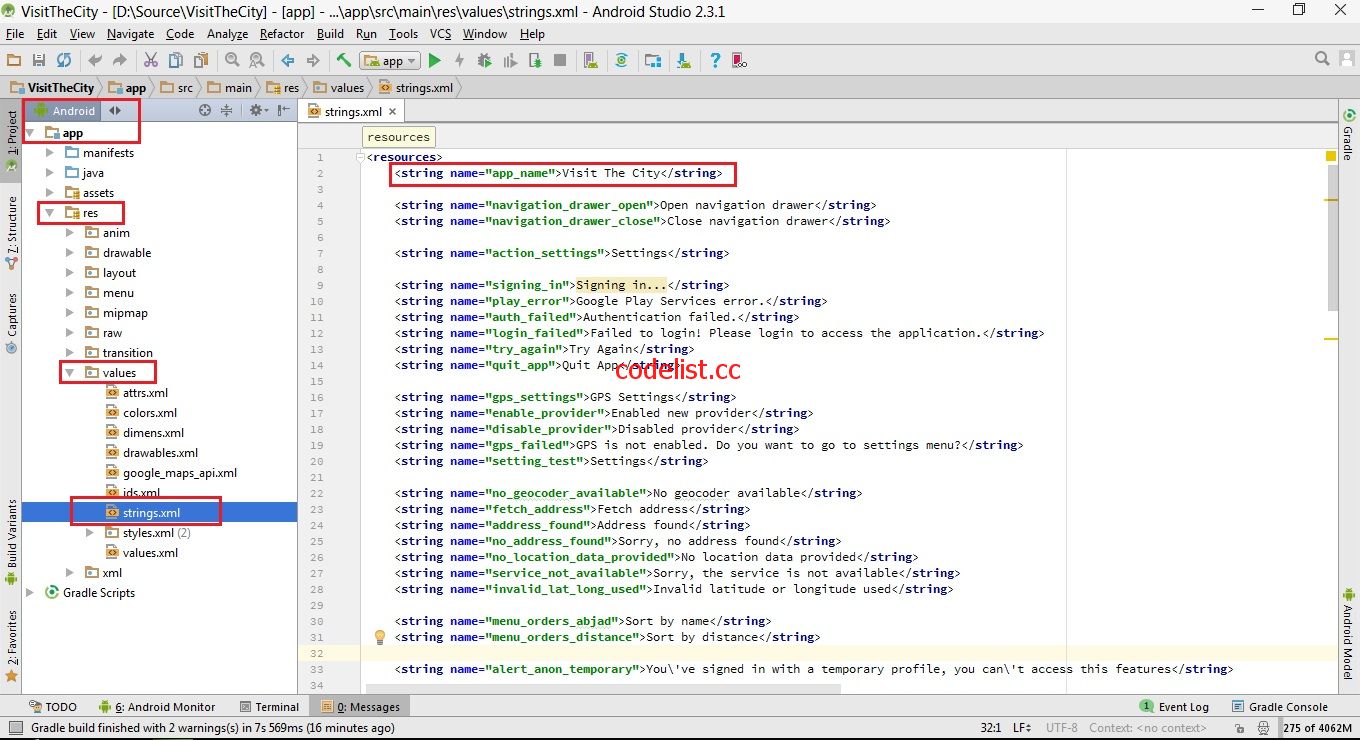 VisitTheCity - [D:\Source\VisitTheCity] - [app] - ...\app\src\main\res\values\strings.xml - Android Studio 2.3.1
File Edit View Navigate Code Analyze Refactor Build Run Tools VCS Window Help
app
VisitTheCity app src main res values strings.xml
1: Project
7: Structure
Captures
Build Variants
2: Favorites
Android
app
manifests
java
assets
res
anim
drawable
layout
menu
mipmap
raw
transition
values
attrs.xml
colors.xml
dimens.xml
drawables.xml
google_maps_api.xml
ids.xml
strings.xml
styles.xml (2)
values.xml
xml
Gradle Scripts
strings.xml
resources
1 <resources>
2 <string name="app_name">Visit The City</string>
3
4 <string name="navigation_drawer_open">Open navigation drawer</string>
5 <string name="navigation_drawer_close">Close navigation drawer</string>
6
7 <string name="action_settings">Settings</string>
8
9 <string name="signing_in">Signing in...</string>
10 <string name="play_error">Google Play Services error.</string>
11 <string name="auth_failed">Authentication failed.</string>
12 <string name="login_failed">Failed to login! Please login to access the application.</string>
13 <string name="try_again">Try Again</string>
14 <string name="quit_app">Quit App</string>
codelist.cc
15
16 <string name="gps_settings">GPS Settings</string>
17 <string name="enable_provider">Enabled new provider</string>
18 <string name="disable_provider">Disabled provider</string>
19 <string name="gps_failed">GPS is not enabled. Do you want to go to settings menu?</string>
20 <string name="setting_test">Settings</string>
21
22 <string name="no_geocoder_available">No geocoder available</string>
23 <string name="fetch_address">Fetch address</string>
24 <string name="address_found">Address found</string>
25 <string name="no_address_found">Sorry, no address found</string>
26 <string name="no_location_data_provided">No location data provided</string>
27 <string name="service_not_available">Sorry, the service is not available</string>
28 <string name="invalid_lat_long_used">Invalid latitude or longitude used</string>
29
30 <string name="menu_orders_abjad">Sort by name</string>
31 <string name="menu_orders_distance">Sort by distance</string>
32
33 <string name="alert_anon_temporary">You\'ve signed in with a temporary profile, you can\'t access this features</string>
34
Gradle
Android Model
TODO 6: Android Monitor Terminal 0: Messages 1 Event Log Gradle Console
Gradle build finished with 2 warnings(s) in 7s 569ms (16 minutes ago) 32:1 LF UTF-8 Context: <no context> 275 of 4062M